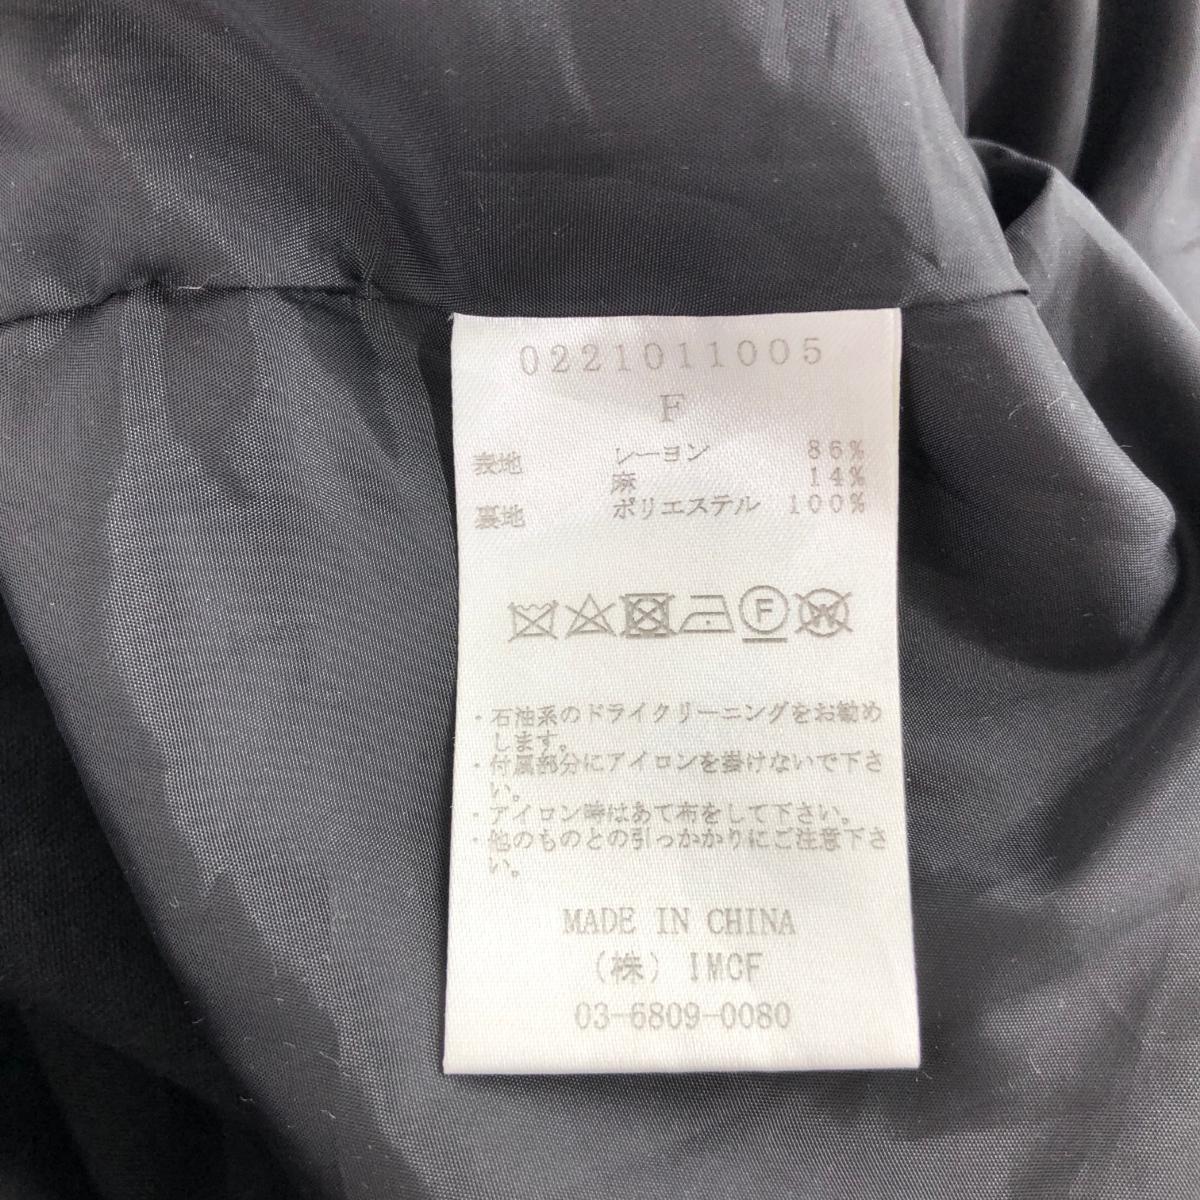 0221011005
F
表地 レーヨン 86%
麻 14%
裏地 ポリエステル 100%
F W
・石油系のドライクリーニングをお勧め
します。
・付属部分にアイロンを掛けないで下さ
い。
・アイロン時はあて布をして下さい。
・他のものとの引っかかりにご注意下さ
い。
MADE IN CHINA
(株) IMCF
03-6809-0080